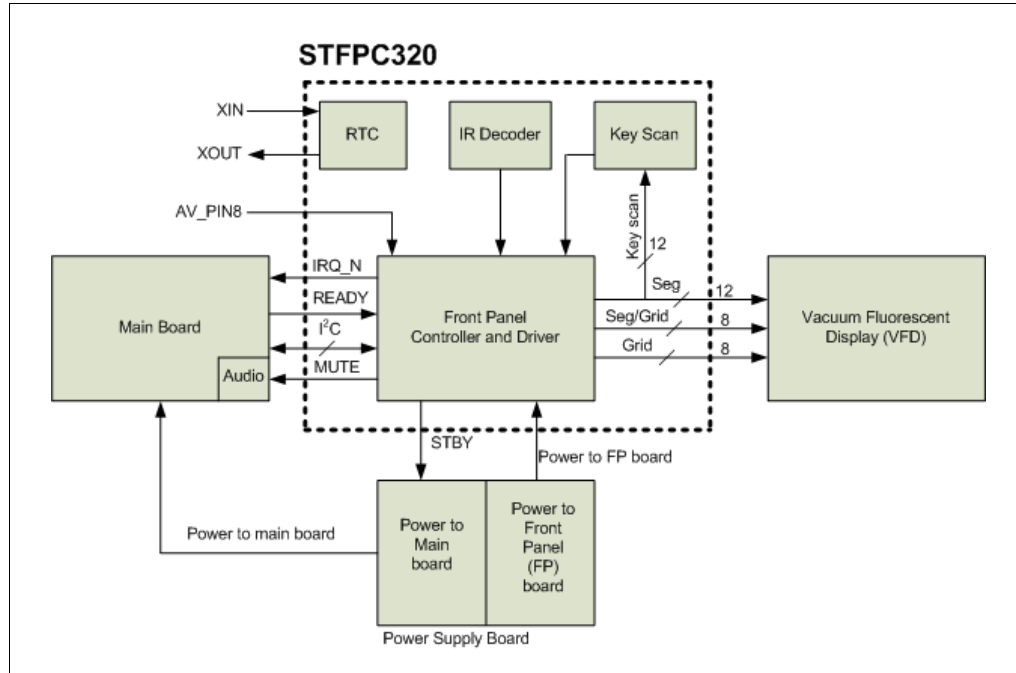 STFPC320
XIN
XOUT
RTC
IR Decoder
Key Scan
AV_PIN8
Key scan
12
IRQ_N
READY
I²C
MUTE
Main Board
Audio
Front Panel
Controller and Driver
Seg
12
Seg/Grid
8
Grid
8
Vacuum Fluorescent
Display (VFD)
STBY
Power to FP board
Power to main board
Power to
Main
board
Power to
Front
Panel
(FP)
board
Power Supply Board